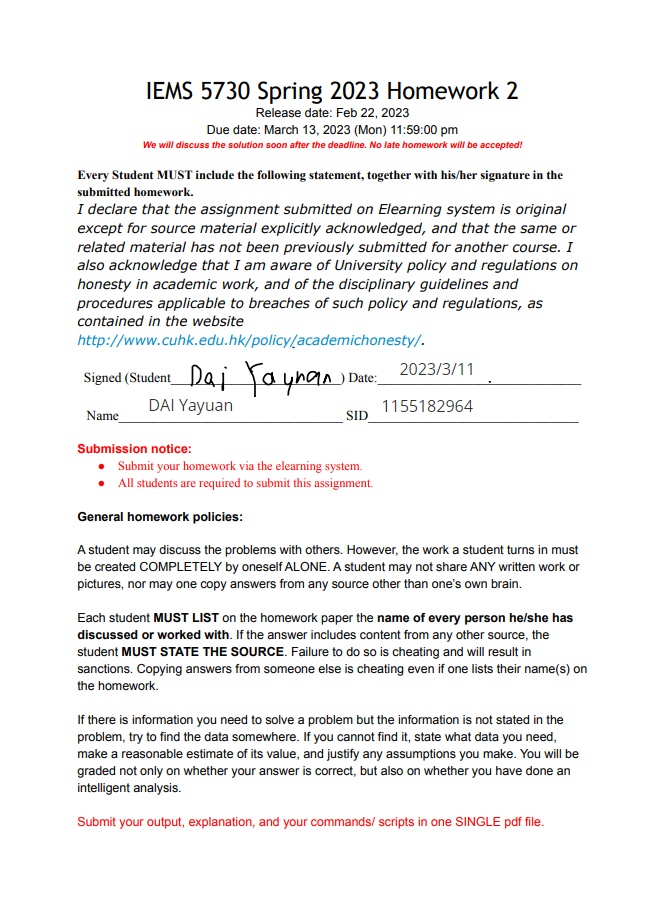 IEMS 5730 Spring 2023 Homework 2
Release date: Feb 22, 2023
Due date: March 13, 2023 (Mon) 11:59:00 pm
We will discuss the solution soon after the deadline. No late homework will be accepted!
Every Student MUST include the following statement, together with his/her signature in the
submitted homework.
I declare that the assignment submitted on Elearning system is original
except for source material explicitly acknowledged, and that the same or
related material has not been previously submitted for another course. I
also acknowledge that I am aware of University policy and regulations on
honesty in academic work, and of the disciplinary guidelines and
procedures applicable to breaches of such policy and regulations, as
contained in the website
http://www.cuhk.edu.hk/policy/academichonesty/.
Signed (Student Dai Yayuan ) Date: 2023/3/11 .
Name DAI Yayuan SID 1155182964
Submission notice:
● Submit your homework via the elearning system.
● All students are required to submit this assignment.
General homework policies:
A student may discuss the problems with others. However, the work a student turns in must
be created COMPLETELY by oneself ALONE. A student may not share ANY written work or
pictures, nor may one copy answers from any source other than one's own brain.
Each student MUST LIST on the homework paper the name of every person he/she has
discussed or worked with. If the answer includes content from any other source, the
student MUST STATE THE SOURCE. Failure to do so is cheating and will result in
sanctions. Copying answers from someone else is cheating even if one lists their name(s) on
the homework.
If there is information you need to solve a problem but the information is not stated in the
problem, try to find the data somewhere. If you cannot find it, state what data you need,
make a reasonable estimate of its value, and justify any assumptions you make. You will be
graded not only on whether your answer is correct, but also on whether you have done an
intelligent analysis.
Submit your output, explanation, and your commands/ scripts in one SINGLE pdf file.